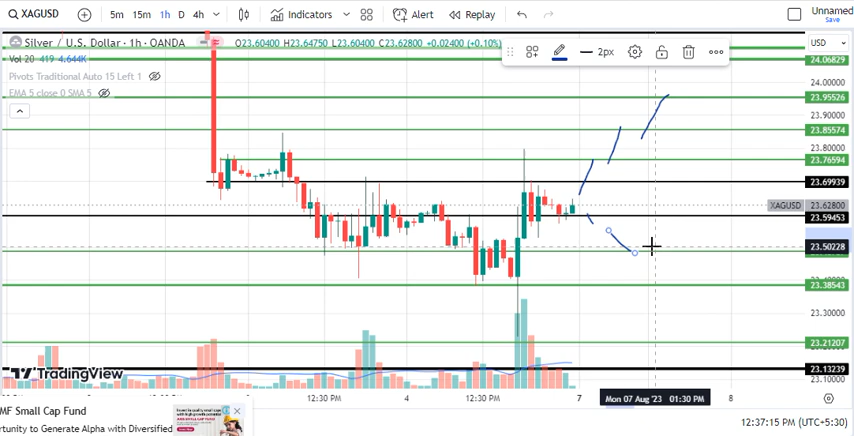 XAGUSD
5m 15m 1h D 4h
Indicators
Alert
Replay
Unnamed
Save
Silver / U.S. Dollar · 1h · OANDA
O23.60400 H23.64750 L23.60400 C23.62800 +0.02400 (+0.10%)
Vol 20 419 4.644K
Pivots Traditional Auto 15 Left 1
EMA 5 close 0 SMA 5
2px
USD
24.06829
24.00000
23.95526
23.90000
23.85574
23.80000
23.76594
23.69939
XAGUSD 23.62800
23.59453
23.50228
23.38543
23.30000
23.21207
23.13239
23.10000
TradingView
12:30 PM
3
12:30 PM
4
12:30 PM
7
Mon 07 Aug '23 01:30 PM
8
MF Small Cap Fund
ortunity to Generate Alpha with Diversified
12:37:15 PM (UTC+5:30)